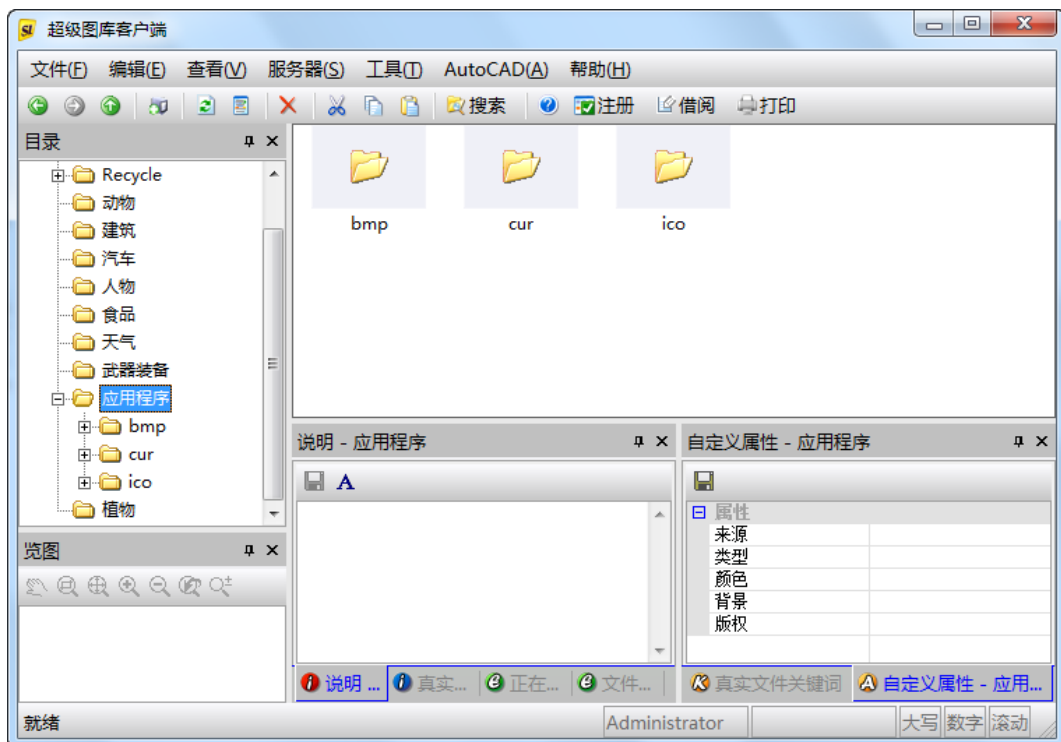 SL 超级图库客户端
文件(F) 编辑(E) 查看(V) 服务器(S) 工具(T) AutoCAD(A) 帮助(H)
搜索 注册 借阅 打印
目录
Recycle
动物
建筑
汽车
人物
食品
天气
武器装备
应用程序
bmp
cur
ico
植物
bmp cur ico
览图
说明 - 应用程序
A
说明 ... 真实... 正在... 文件...
自定义属性 - 应用程序
属性
来源
类型
颜色
背景
版权
真实文件关键词 自定义属性 - 应用...
就绪 Administrator 大写 数字 滚动